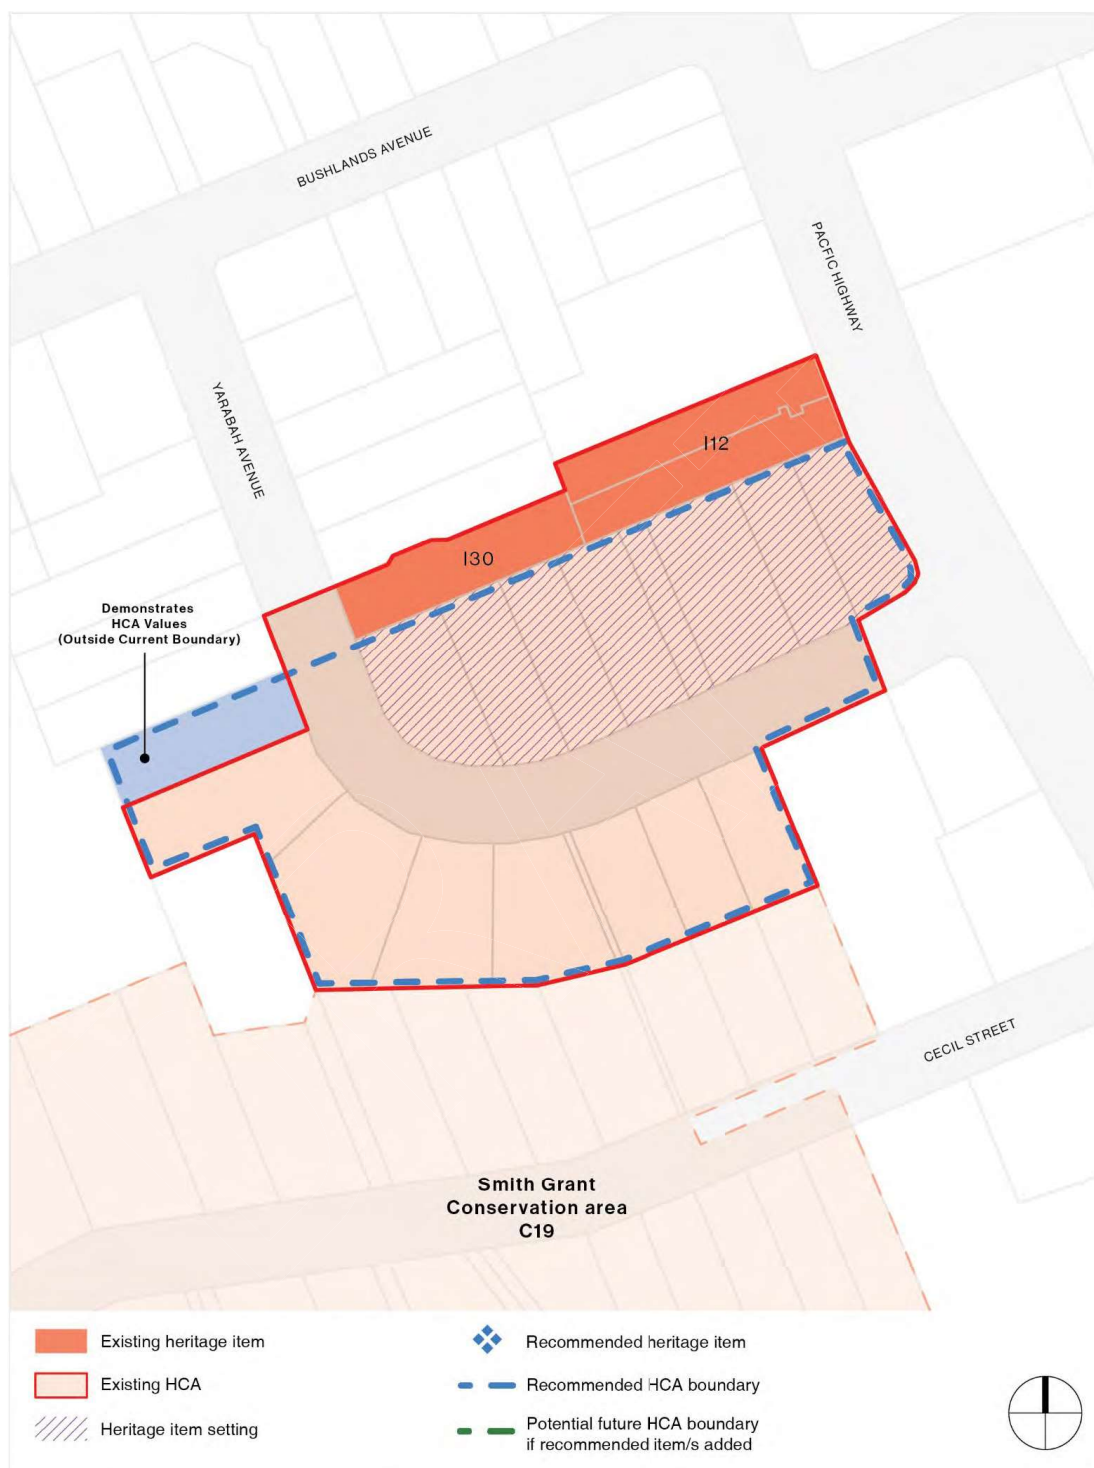 BUSHLANDS AVENUE
PACFIC HIGHWAY
YARABAH AVENUE
I12
I30
Demonstrates
HCA Values
(Outside Current Boundary)
CECIL STREET
Smith Grant
Conservation area
C19
Existing heritage item
Existing HCA
Heritage item setting
Recommended heritage item
Recommended HCA boundary
Potential future HCA boundary
if recommended item/s added